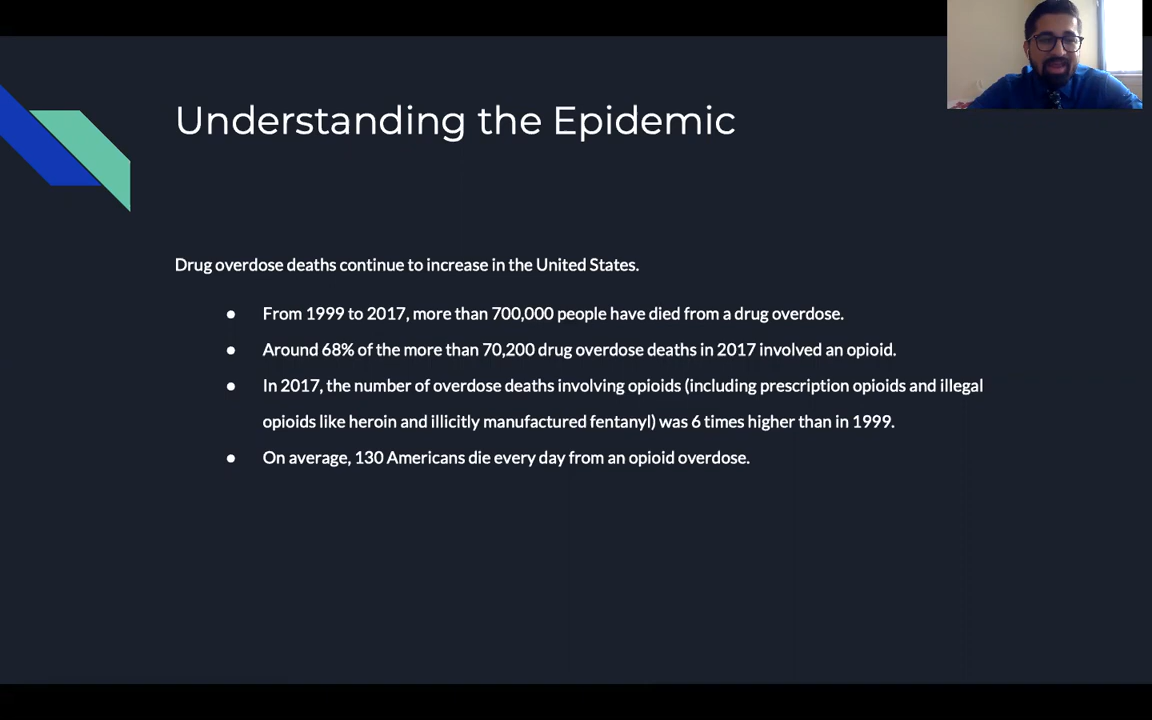 Understanding the Epidemic
Drug overdose deaths continue to increase in the United States.
● From 1999 to 2017, more than 700,000 people have died from a drug overdose.
● Around 68% of the more than 70,200 drug overdose deaths in 2017 involved an opioid.
● In 2017, the number of overdose deaths involving opioids (including prescription opioids and illegal
opioids like heroin and illicitly manufactured fentanyl) was 6 times higher than in 1999.
● On average, 130 Americans die every day from an opioid overdose.